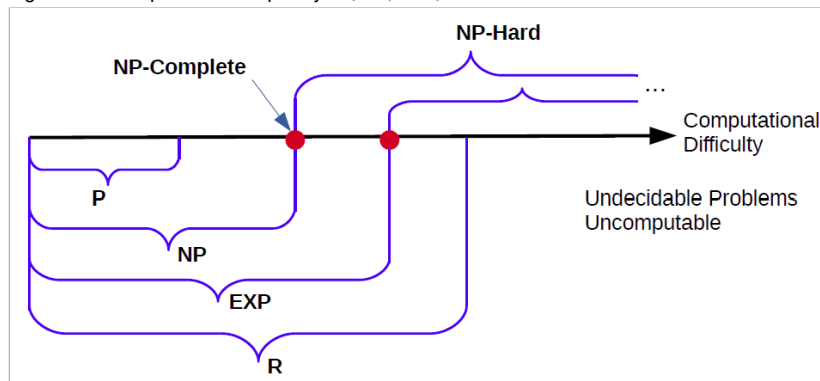 NP-Hard
NP-Complete
...
Computational
Difficulty
P
Undecidable Problems
Uncomputable
NP
EXP
R